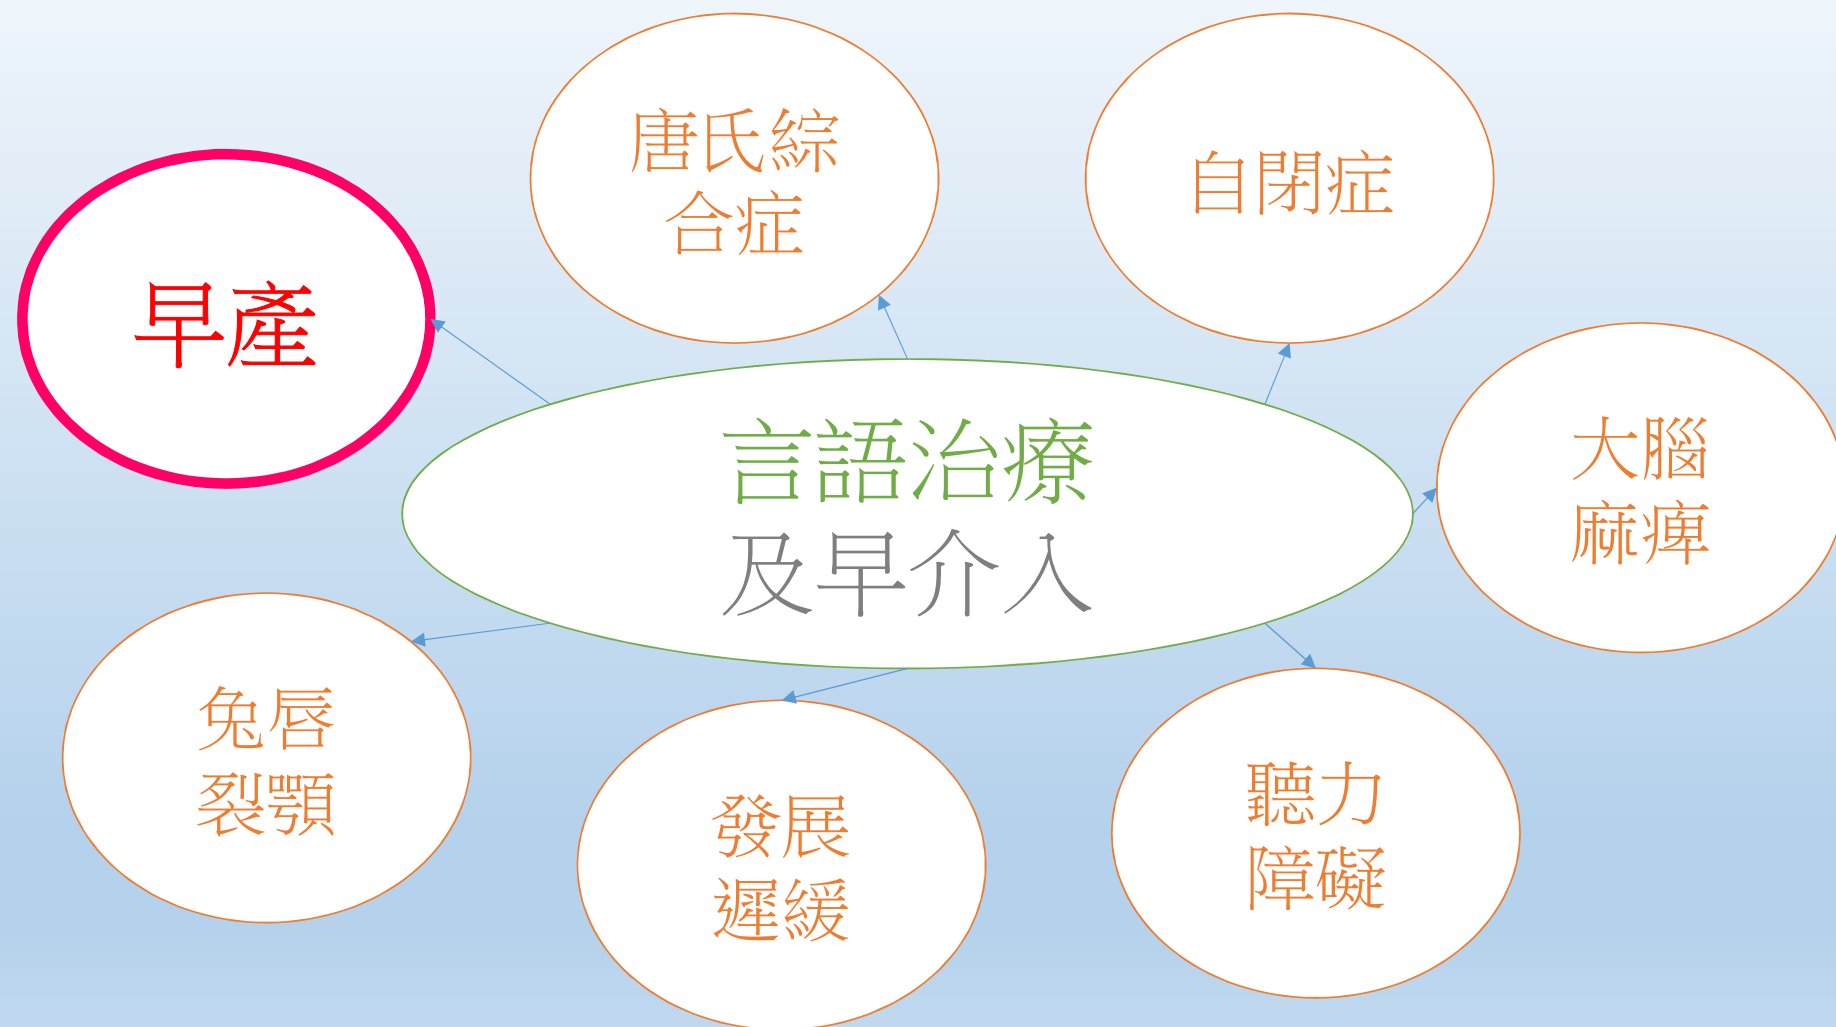 唐氏綜
合症
自閉症
早產
大腦
麻痺
言語治療
及早介入
兔唇
裂顎
發展
遲緩
聽力
障礙